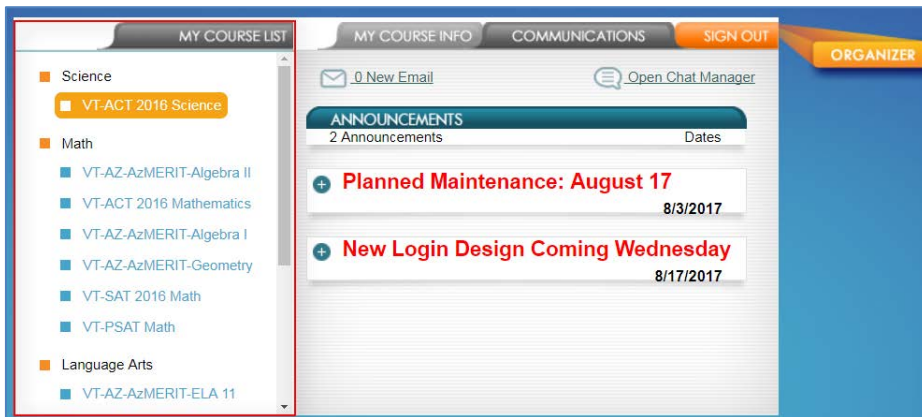 MY COURSE LIST
Science
VT-ACT 2016 Science
Math
VT-AZ-AzMERIT-Algebra II
VT-ACT 2016 Mathematics
VT-AZ-AzMERIT-Algebra I
VT-AZ-AzMERIT-Geometry
VT-SAT 2016 Math
VT-PSAT Math
Language Arts
VT-AZ-AzMERIT-ELA 11
MY COURSE INFO COMMUNICATIONS SIGN OUT
0 New Email Open Chat Manager
ANNOUNCEMENTS
2 Announcements Dates
Planned Maintenance: August 17
8/3/2017
New Login Design Coming Wednesday
8/17/2017
ORGANIZER